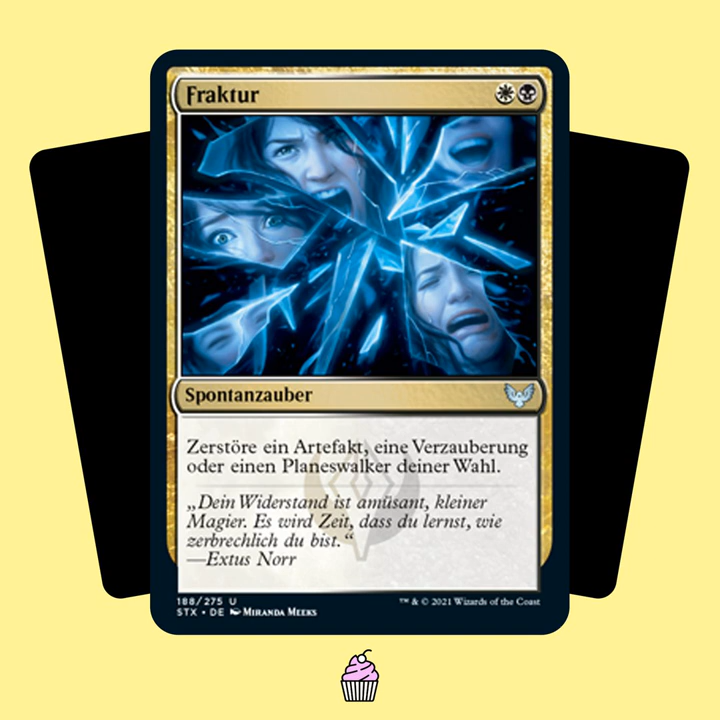 Fraktur
Spontanzauber
Zerstöre ein Artefakt, eine Verzauberung
oder einen Planeswalker deiner Wahl.
„Dein Widerstand ist amüsant, kleiner
Magier. Es wird Zeit, dass du lernst, wie
zerbrechlich du bist.“
—Extus Norr
188/275 U
STX • DE Miranda Meeks
™ & © 2021 Wizards of the Coast